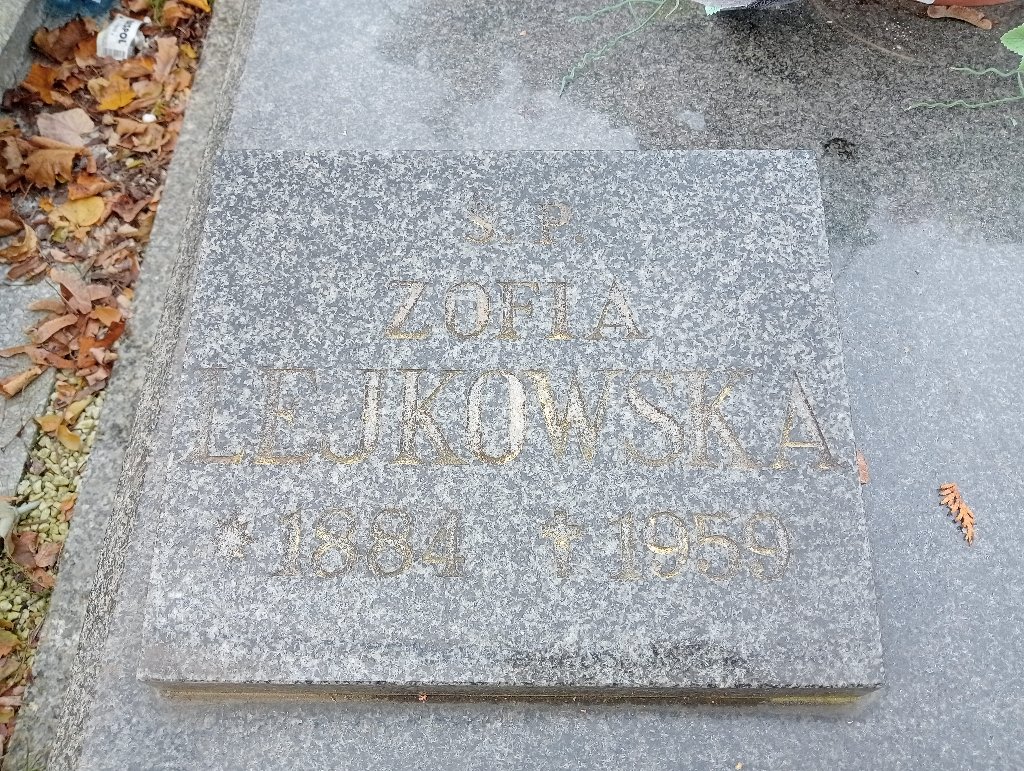 Ś. P.
ZOFIA
LEJKOWSKA
* 1884 † 1959